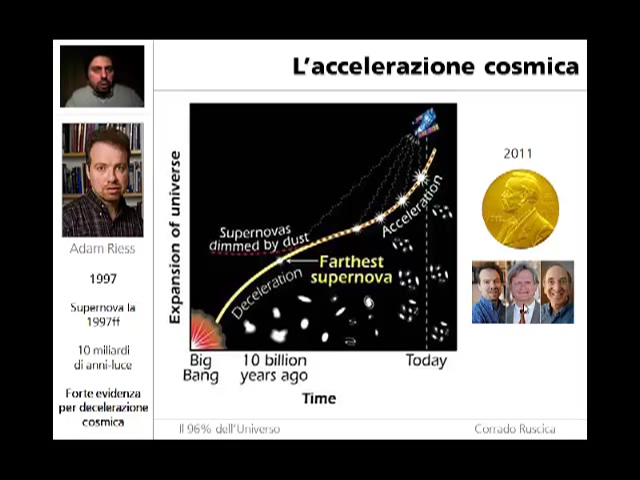 L'accelerazione cosmica
Adam Riess
1997
Supernova Ia
1997ff
10 miliardi
di anni-luce
Forte evidenza
per decelerazione
cosmica
Expansion of universe
Supernovas
dimmed by dust
Farthest
supernova
Deceleration
Acceleration
Big
Bang
10 billion
years ago
Today
Time
2011
Il 96% dell'Universo
Corrado Ruscica